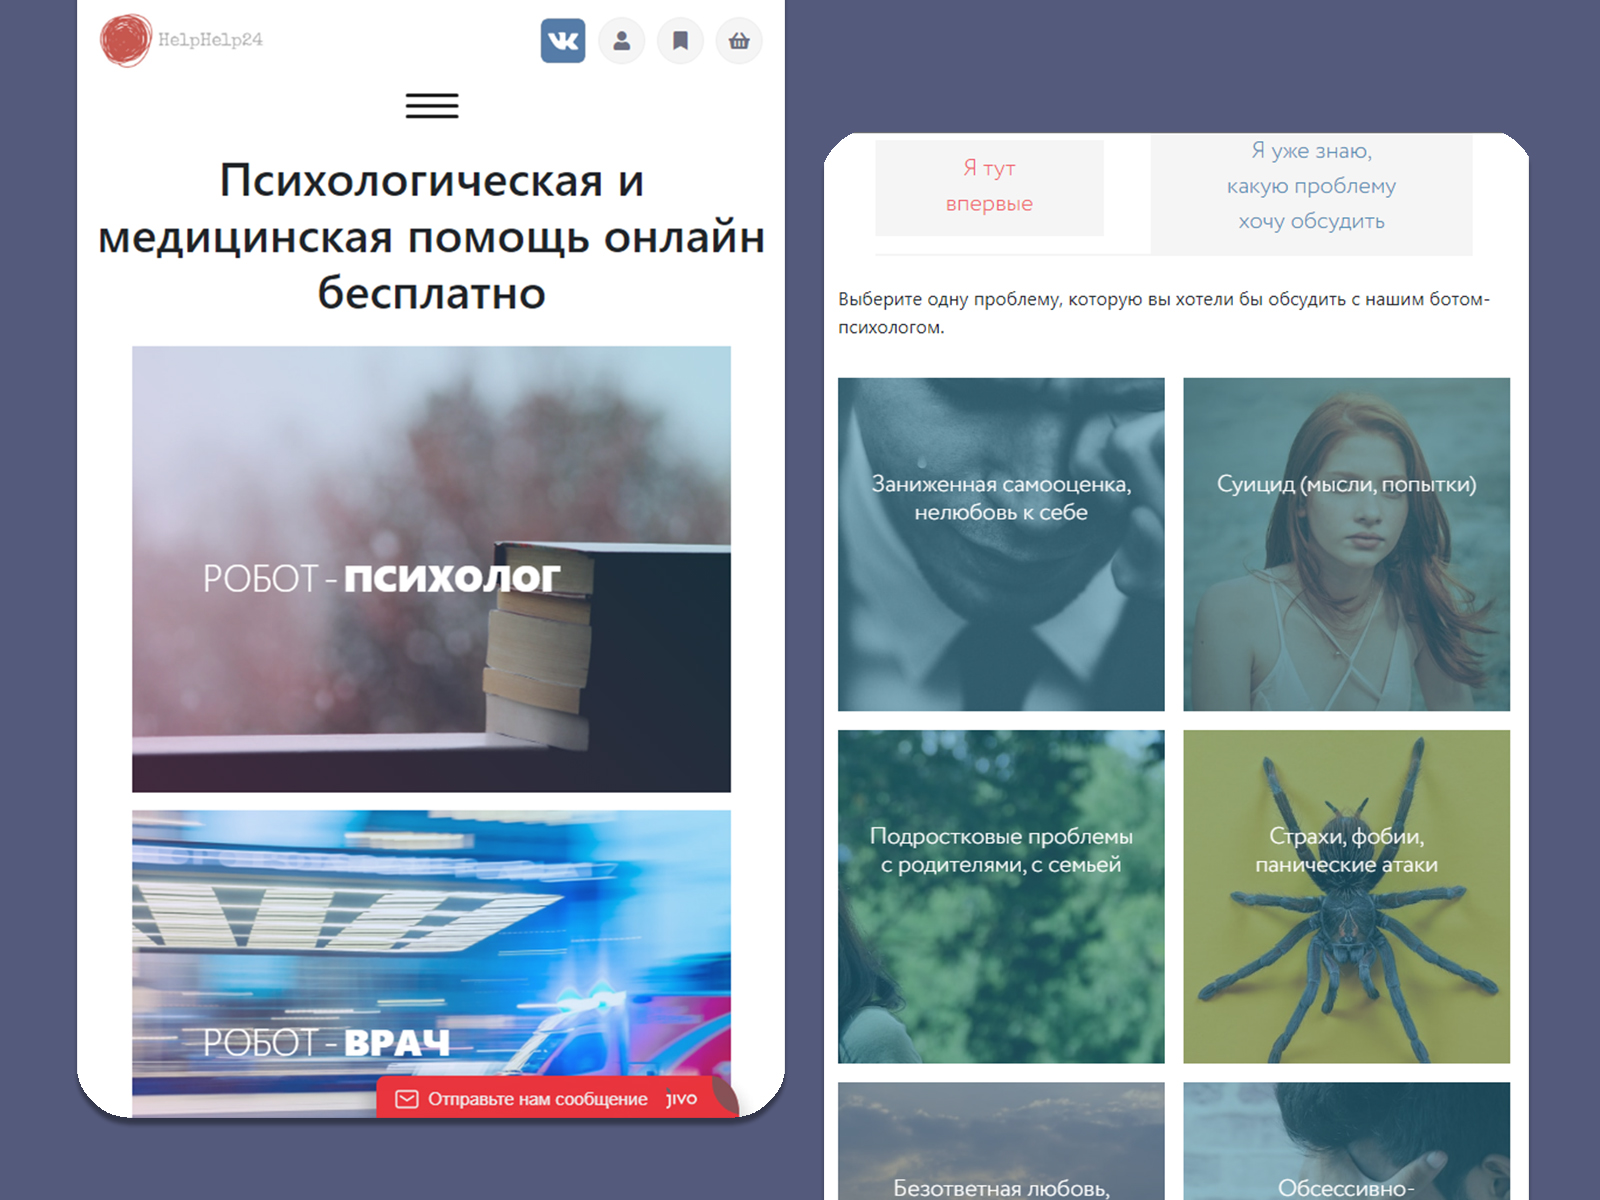 HelpHelp24
Психологическая и
медицинская помощь онлайн
бесплатно
РОБОТ - ПСИХОЛОГ
РОБОТ - ВРАЧ
Отправьте нам сообщение jivo
Я тут
впервые
Я уже знаю,
какую проблему
хочу обсудить
Выберите одну проблему, которую вы хотели бы обсудить с нашим ботом-
психологом.
Заниженная самооценка,
нелюбовь к себе
Суицид (мысли, попытки)
Подростковые проблемы
с родителями, с семьей
Страхи, фобии,
панические атаки
Безответная любовь,
Обсессивно-